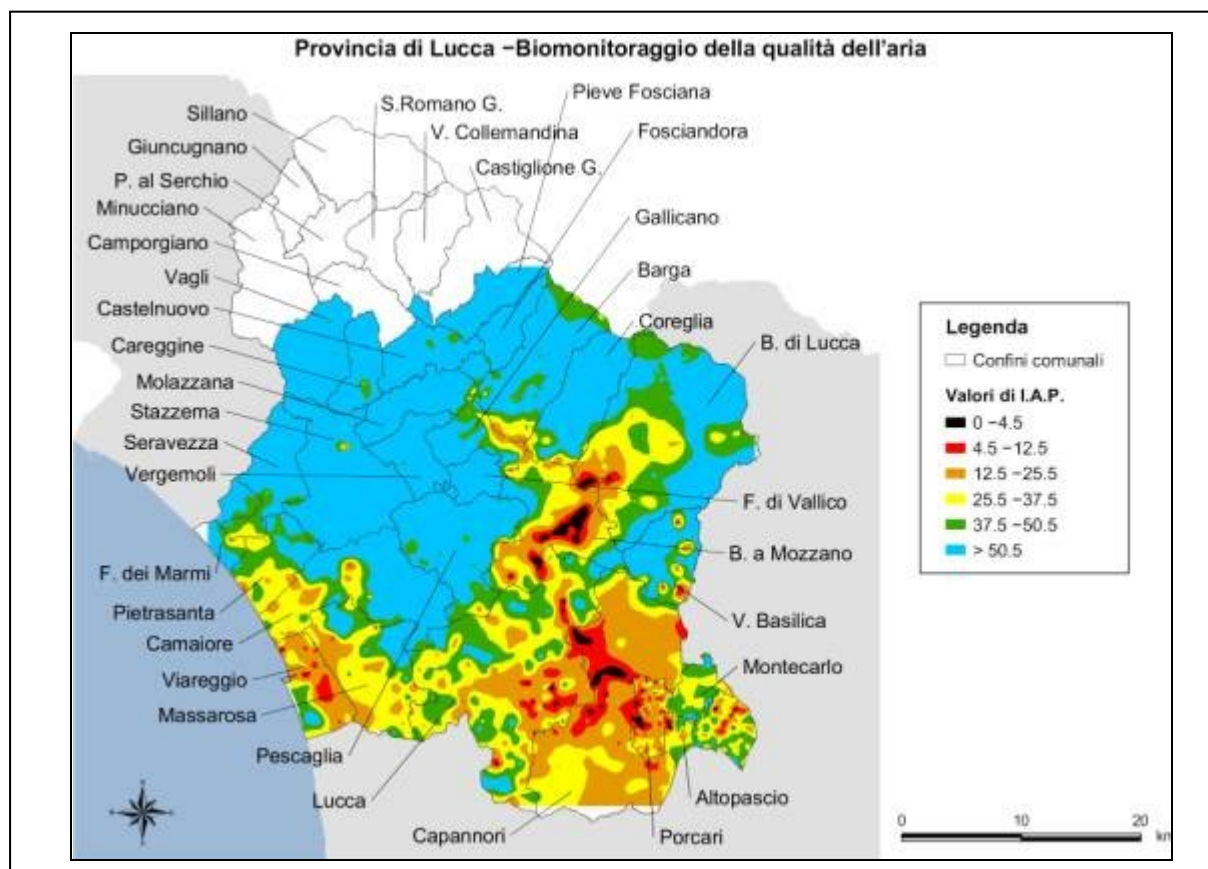 Provincia di Lucca –Biomonitoraggio della qualità dell'aria
Pieve Fosciana
S.Romano G.
Sillano
V. Collemandina
Fosciandora
Giuncugnano
Castiglione G.
P. al Serchio
Minucciano
Gallicano
Camporgiano
Barga
Vagli
Castelnuovo
Coreglia
B. di Lucca
Careggine
Molazzana
Stazzema
Seravezza
Vergemoli
F. di Vallico
B. a Mozzano
F. dei Marmi
Pietrasanta
V. Basilica
Camaiore
Montecarlo
Viareggio
Massarosa
Pescaglia
Lucca
Altopascio
Capannori
Porcari
Legenda
Confini comunali
Valori di I.A.P.
0 –4.5
4.5 –12.5
12.5 –25.5
25.5 –37.5
37.5 –50.5
> 50.5
0 10 20
km